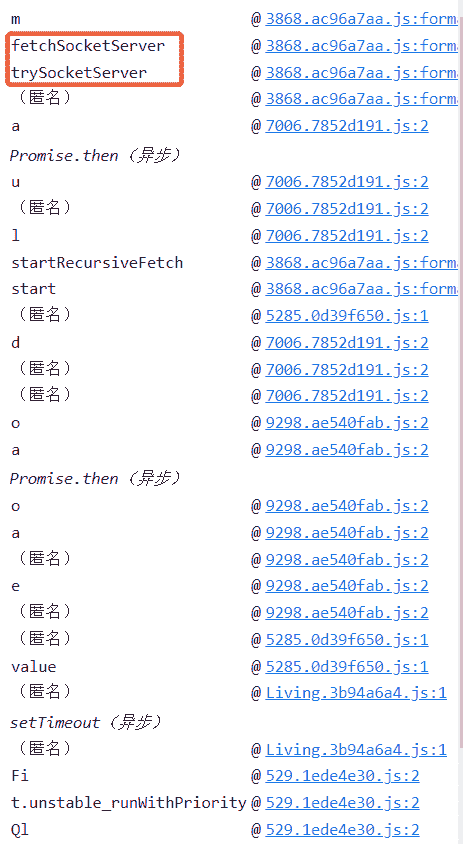 m @ 3868.ac96a7aa.js:forma
fetchSocketServer @ 3868.ac96a7aa.js:forma
trySocketServer @ 3868.ac96a7aa.js:forma
（匿名） @ 3868.ac96a7aa.js:forma
a @ 7006.7852d191.js:2
Promise.then（异步）
u @ 7006.7852d191.js:2
（匿名） @ 7006.7852d191.js:2
l @ 7006.7852d191.js:2
startRecursiveFetch @ 3868.ac96a7aa.js:forma
start @ 3868.ac96a7aa.js:forma
（匿名） @ 5285.0d39f650.js:1
d @ 7006.7852d191.js:2
（匿名） @ 7006.7852d191.js:2
（匿名） @ 7006.7852d191.js:2
o @ 9298.ae540fab.js:2
a @ 9298.ae540fab.js:2
Promise.then（异步）
o @ 9298.ae540fab.js:2
a @ 9298.ae540fab.js:2
（匿名） @ 9298.ae540fab.js:2
e @ 9298.ae540fab.js:2
（匿名） @ 9298.ae540fab.js:2
（匿名） @ 5285.0d39f650.js:1
value @ 5285.0d39f650.js:1
（匿名） @ Living.3b94a6a4.js:1
setTimeout（异步）
（匿名） @ Living.3b94a6a4.js:1
Fi @ 529.1ede4e30.js:2
t.unstable_runWithPriority @ 529.1ede4e30.js:2
Ql @ 529.1ede4e30.js:2